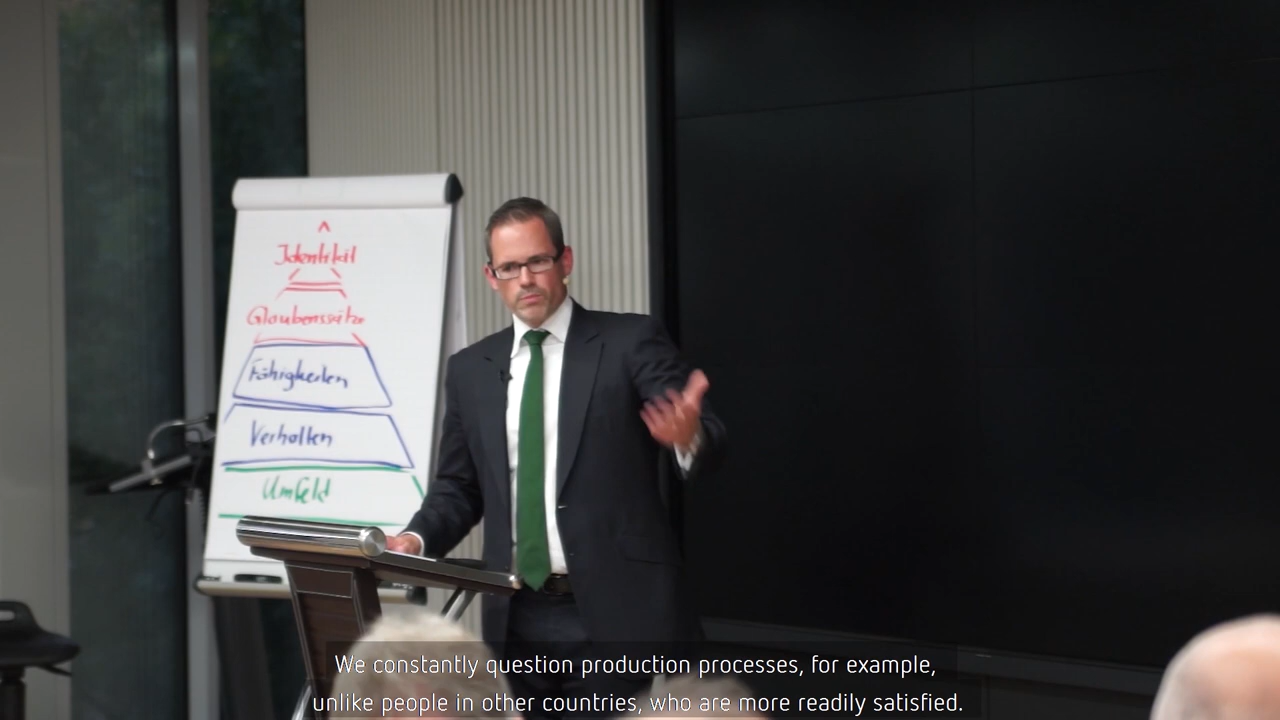 Identität
Glaubenssätze
Fähigkeiten
Verhalten
Umfeld
We constantly question production processes, for example,
unlike people in other countries, who are more readily satisfied.